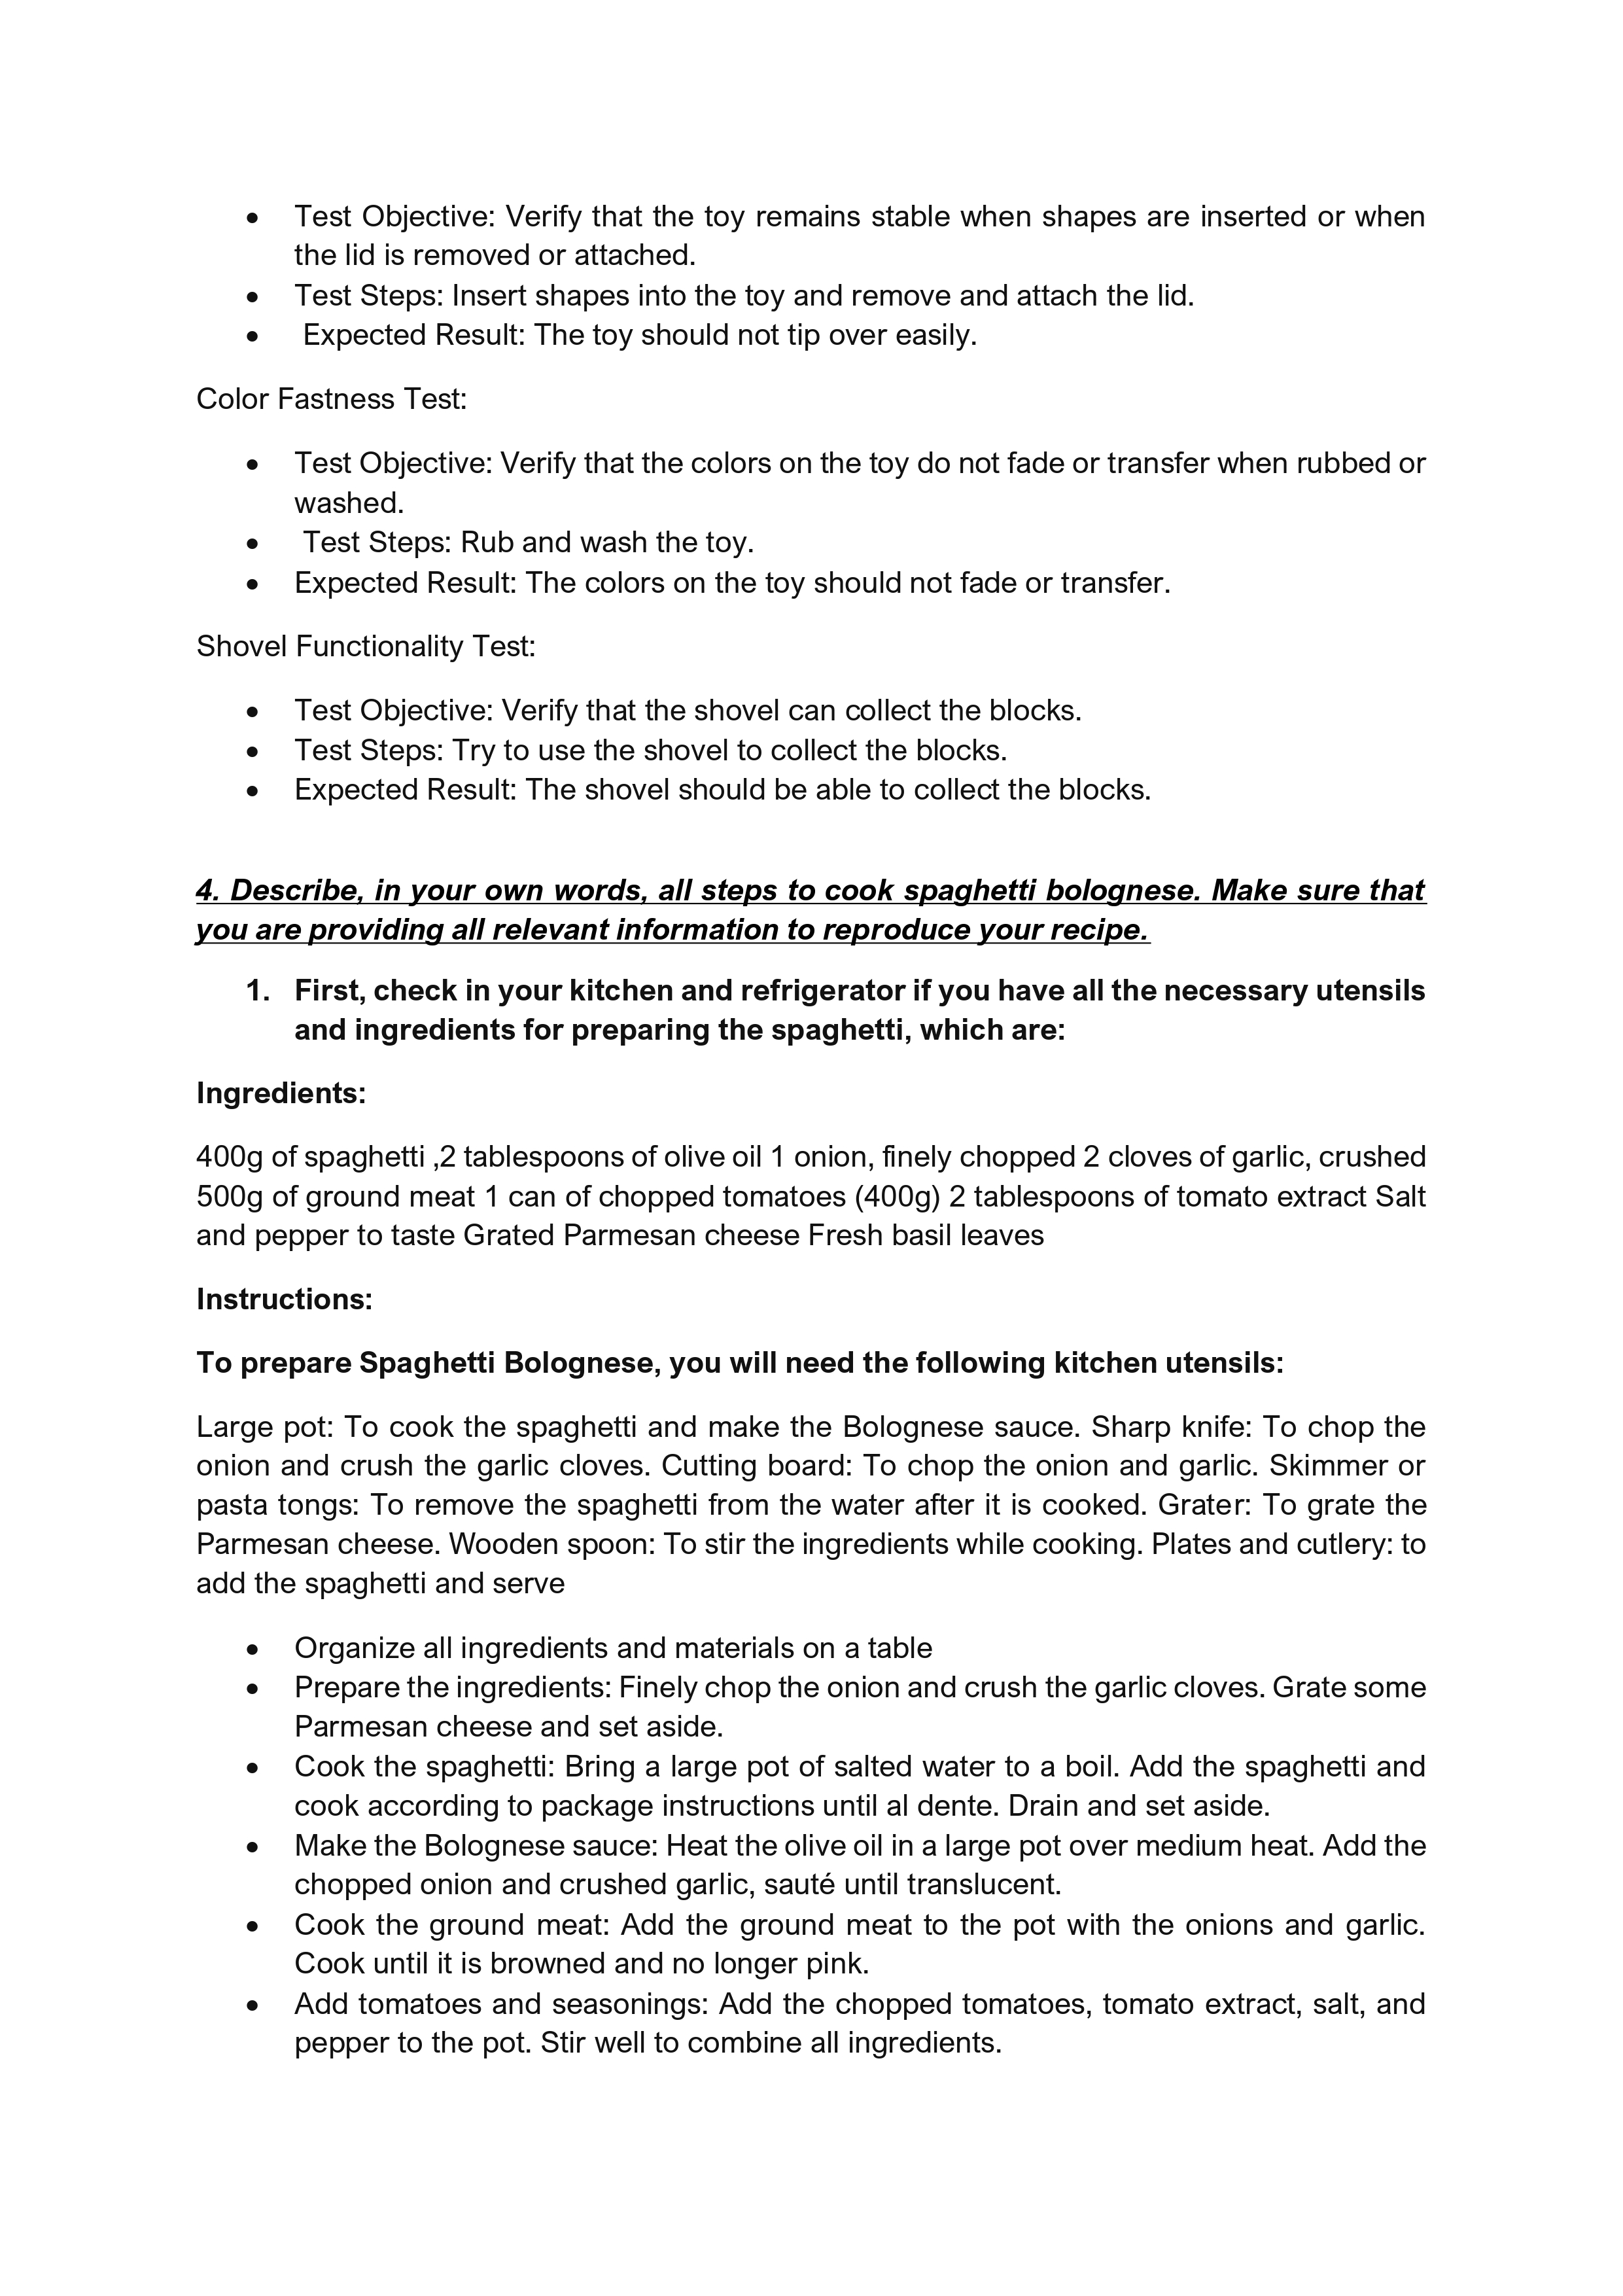 • Test Objective: Verify that the toy remains stable when shapes are inserted or when
the lid is removed or attached.
• Test Steps: Insert shapes into the toy and remove and attach the lid.
• Expected Result: The toy should not tip over easily.
Color Fastness Test:
• Test Objective: Verify that the colors on the toy do not fade or transfer when rubbed or
washed.
• Test Steps: Rub and wash the toy.
• Expected Result: The colors on the toy should not fade or transfer.
Shovel Functionality Test:
• Test Objective: Verify that the shovel can collect the blocks.
• Test Steps: Try to use the shovel to collect the blocks.
• Expected Result: The shovel should be able to collect the blocks.
4. Describe, in your own words, all steps to cook spaghetti bolognese. Make sure that
you are providing all relevant information to reproduce your recipe.
1. First, check in your kitchen and refrigerator if you have all the necessary utensils
and ingredients for preparing the spaghetti, which are:
Ingredients:
400g of spaghetti ,2 tablespoons of olive oil 1 onion, finely chopped 2 cloves of garlic, crushed
500g of ground meat 1 can of chopped tomatoes (400g) 2 tablespoons of tomato extract Salt
and pepper to taste Grated Parmesan cheese Fresh basil leaves
Instructions:
To prepare Spaghetti Bolognese, you will need the following kitchen utensils:
Large pot: To cook the spaghetti and make the Bolognese sauce. Sharp knife: To chop the
onion and crush the garlic cloves. Cutting board: To chop the onion and garlic. Skimmer or
pasta tongs: To remove the spaghetti from the water after it is cooked. Grater: To grate the
Parmesan cheese. Wooden spoon: To stir the ingredients while cooking. Plates and cutlery: to
add the spaghetti and serve
• Organize all ingredients and materials on a table
• Prepare the ingredients: Finely chop the onion and crush the garlic cloves. Grate some
Parmesan cheese and set aside.
• Cook the spaghetti: Bring a large pot of salted water to a boil. Add the spaghetti and
cook according to package instructions until al dente. Drain and set aside.
• Make the Bolognese sauce: Heat the olive oil in a large pot over medium heat. Add the
chopped onion and crushed garlic, sauté until translucent.
• Cook the ground meat: Add the ground meat to the pot with the onions and garlic.
Cook until it is browned and no longer pink.
• Add tomatoes and seasonings: Add the chopped tomatoes, tomato extract, salt, and
pepper to the pot. Stir well to combine all ingredients.